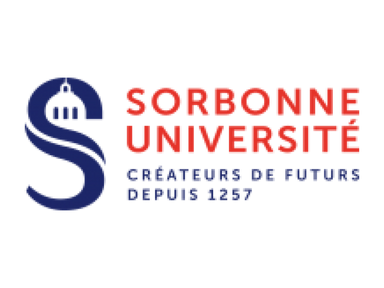 SORBONNE
UNIVERSITÉ
CRÉATEURS DE FUTURS
DEPUIS 1257